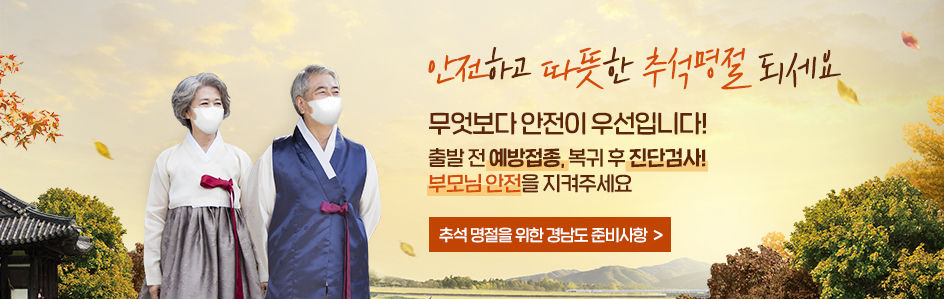 안전하고 따뜻한 추석명절 되세요
무엇보다 안전이 우선입니다!
출발 전 예방접종, 복귀 후 진단검사!
부모님 안전을 지켜주세요
추석 명절을 위한 경남도 준비사항 >